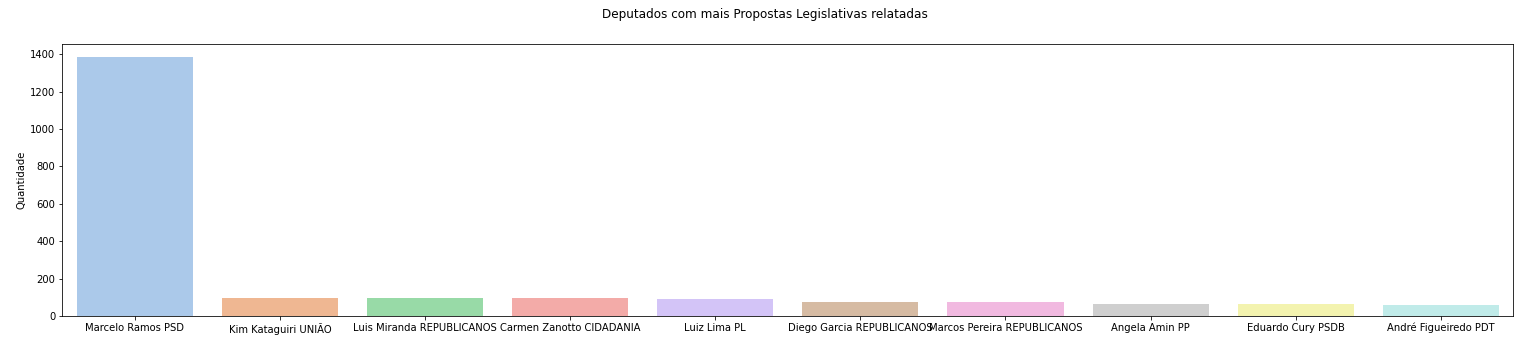 Deputados com mais Propostas Legislativas relatadas
Quantidade
1400
1200
1000
800
600
400
200
0
Marcelo Ramos PSD
Kim Kataguiri UNIÃO
Luis Miranda REPUBLICANOS
Carmen Zanotto CIDADANIA
Luiz Lima PL
Diego Garcia REPUBLICANOS
Marcos Pereira REPUBLICANOS
Angela Amin PP
Eduardo Cury PSDB
André Figueiredo PDT